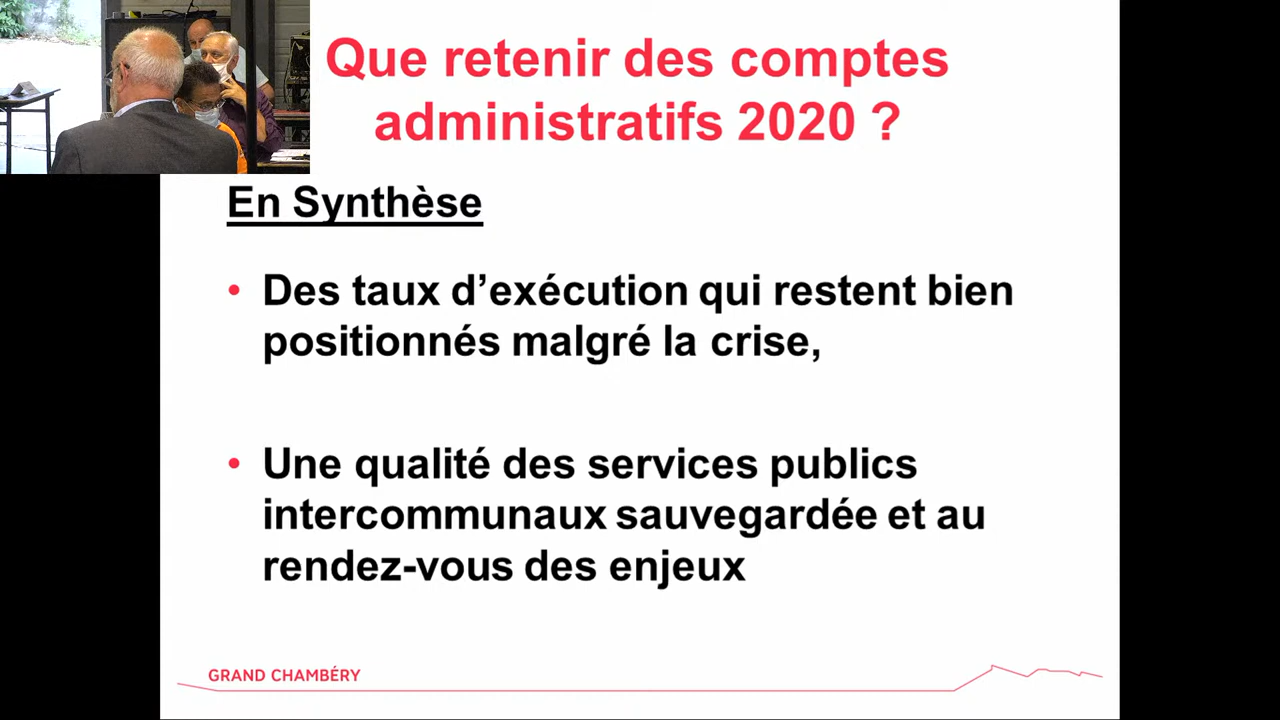 Que retenir des comptes
administratifs 2020 ?
En Synthèse
• Des taux d’exécution qui restent bien
positionnés malgré la crise,
• Une qualité des services publics
intercommunaux sauvegardée et au
rendez-vous des enjeux
GRAND CHAMBÉRY